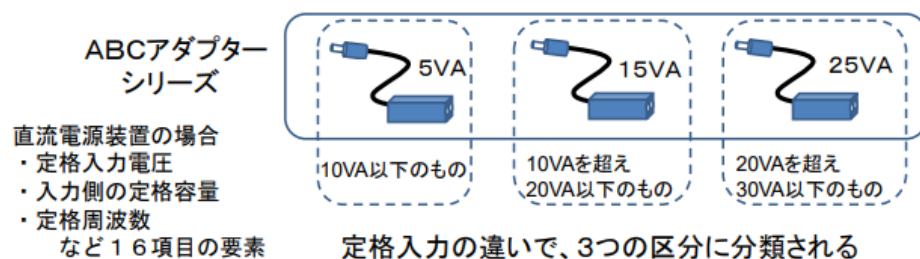 ABCアダプター
シリーズ
5VA
15VA
25VA
直流電源装置の場合
・定格入力電圧
・入力側の定格容量
・定格周波数
など16項目の要素
10VA以下のもの
10VAを超え
20VA以下のもの
20VAを超え
30VA以下のもの
定格入力の違いで、3つの区分に分類される